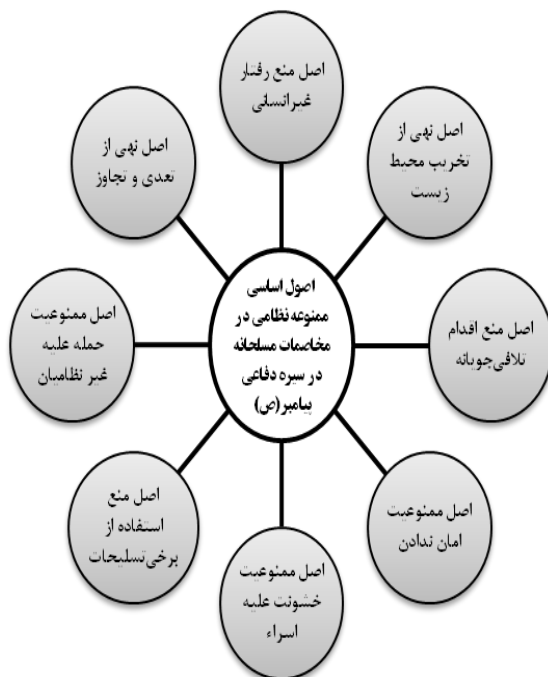 اصل منع رفتار
غیرانسانی
اصل نهی از
تخریب محیط
زیست
اصل منع اقدام
تلافی‌جویانه
اصل ممنوعیت
امان ندادن
اصل ممنوعیت
خشونت علیه
اسراء
اصل منع
استفاده از
برخی‌تسلیحات
اصل ممنوعیت
حمله علیه
غیر نظامیان
اصل نهی از
تعدی و تجاوز
اصول اساسی
ممنوعه نظامی در
مخاصمات مسلحانه
در سیره دفاعی
پیامبر(ص)